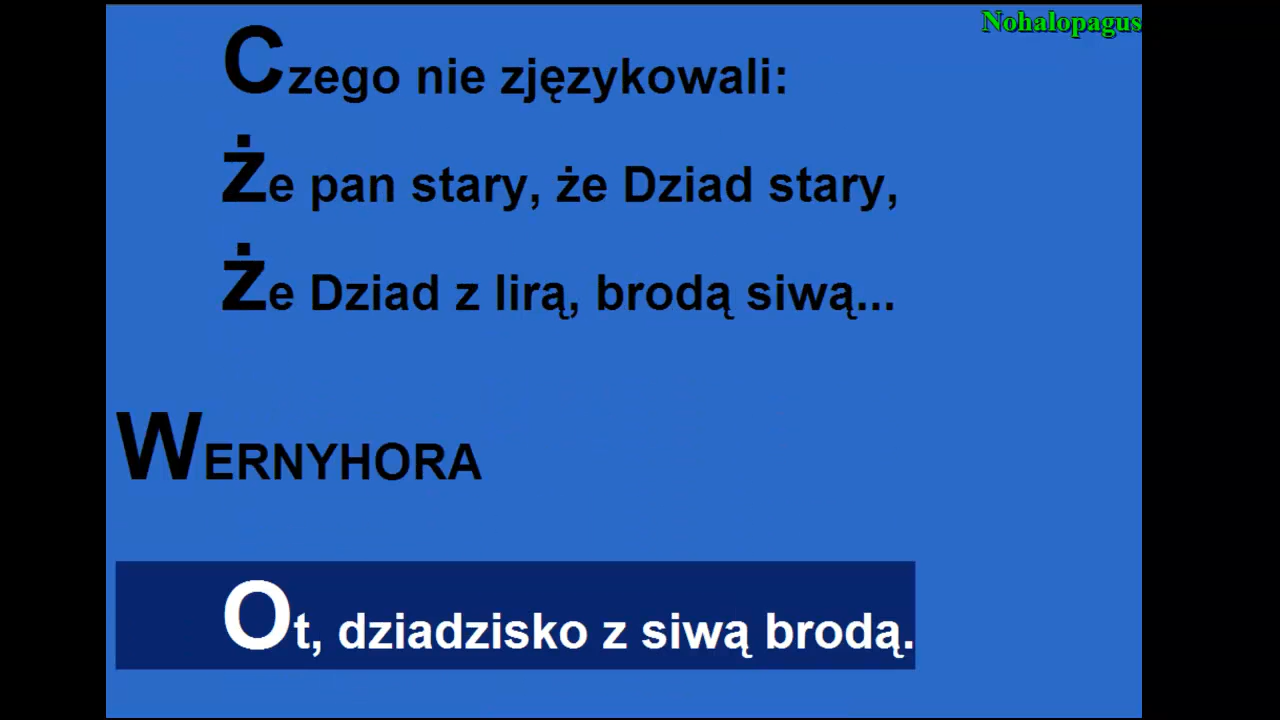 Nohalopagus
Czego nie zjęzykowali:
Że pan stary, że Dziad stary,
Że Dziad z lirą, brodą siwą...
WERNYHORA
Ot, dziadzisko z siwą brodą.